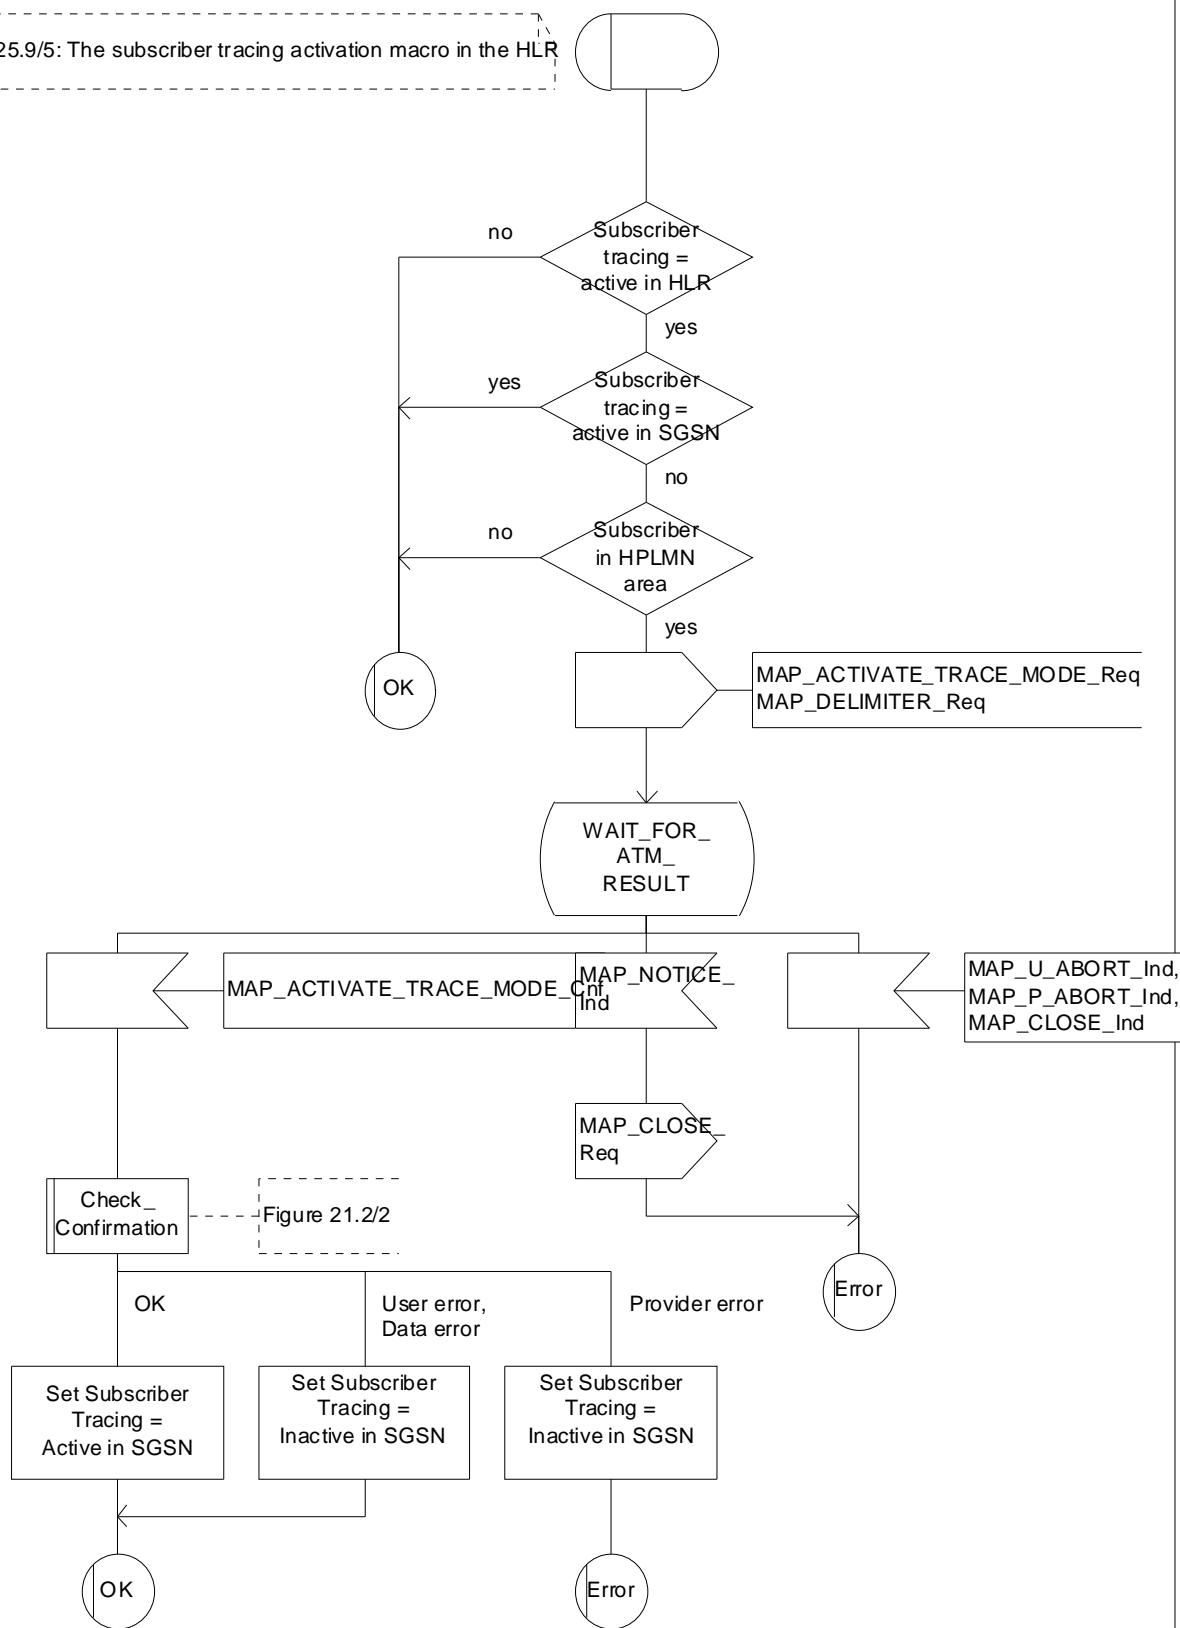 25.9/5: The subscriber tracing activation macro in the HLR
Subscriber
tracing =
active in HLR
no
yes
Subscriber
tracing =
active in SGSN
yes
no
Subscriber
in HPLMN
area
no
yes
OK
MAP_ACTIVATE_TRACE_MODE_Req
MAP_DELIMITER_Req
WAIT_FOR_
ATM_
RESULT
MAP_ACTIVATE_TRACE_MODE_Cnf
MAP_NOTICE_
Ind
MAP_U_ABORT_Ind,
MAP_P_ABORT_Ind,
MAP_CLOSE_Ind
MAP_CLOSE_
Req
Check_
Confirmation
Figure 21.2/2
Error
OK
User error,
Data error
Provider error
Set Subscriber
Tracing =
Active in SGSN
Set Subscriber
Tracing =
Inactive in SGSN
Set Subscriber
Tracing =
Inactive in SGSN
OK
Error